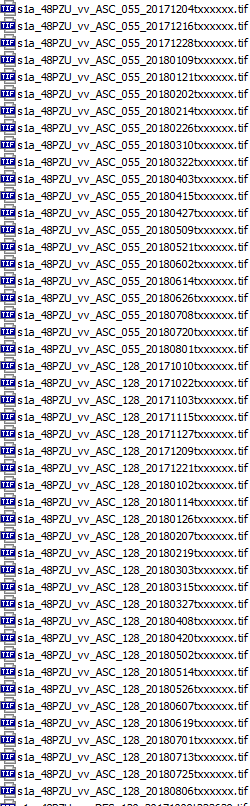 s1a_48PZU_vv_ASC_055_20171204txxxxxx.tif
s1a_48PZU_vv_ASC_055_20171216txxxxxx.tif
s1a_48PZU_vv_ASC_055_20171228txxxxxx.tif
s1a_48PZU_vv_ASC_055_20180109txxxxxx.tif
s1a_48PZU_vv_ASC_055_20180121txxxxxx.tif
s1a_48PZU_vv_ASC_055_20180202txxxxxx.tif
s1a_48PZU_vv_ASC_055_20180214txxxxxx.tif
s1a_48PZU_vv_ASC_055_20180226txxxxxx.tif
s1a_48PZU_vv_ASC_055_20180310txxxxxx.tif
s1a_48PZU_vv_ASC_055_20180322txxxxxx.tif
s1a_48PZU_vv_ASC_055_20180403txxxxxx.tif
s1a_48PZU_vv_ASC_055_20180415txxxxxx.tif
s1a_48PZU_vv_ASC_055_20180427txxxxxx.tif
s1a_48PZU_vv_ASC_055_20180509txxxxxx.tif
s1a_48PZU_vv_ASC_055_20180521txxxxxx.tif
s1a_48PZU_vv_ASC_055_20180602txxxxxx.tif
s1a_48PZU_vv_ASC_055_20180614txxxxxx.tif
s1a_48PZU_vv_ASC_055_20180626txxxxxx.tif
s1a_48PZU_vv_ASC_055_20180708txxxxxx.tif
s1a_48PZU_vv_ASC_055_20180720txxxxxx.tif
s1a_48PZU_vv_ASC_055_20180801txxxxxx.tif
s1a_48PZU_vv_ASC_128_20171010txxxxxx.tif
s1a_48PZU_vv_ASC_128_20171022txxxxxx.tif
s1a_48PZU_vv_ASC_128_20171103txxxxxx.tif
s1a_48PZU_vv_ASC_128_20171115txxxxxx.tif
s1a_48PZU_vv_ASC_128_20171127txxxxxx.tif
s1a_48PZU_vv_ASC_128_20171209txxxxxx.tif
s1a_48PZU_vv_ASC_128_20171221txxxxxx.tif
s1a_48PZU_vv_ASC_128_20180102txxxxxx.tif
s1a_48PZU_vv_ASC_128_20180114txxxxxx.tif
s1a_48PZU_vv_ASC_128_20180126txxxxxx.tif
s1a_48PZU_vv_ASC_128_20180207txxxxxx.tif
s1a_48PZU_vv_ASC_128_20180219txxxxxx.tif
s1a_48PZU_vv_ASC_128_20180303txxxxxx.tif
s1a_48PZU_vv_ASC_128_20180315txxxxxx.tif
s1a_48PZU_vv_ASC_128_20180327txxxxxx.tif
s1a_48PZU_vv_ASC_128_20180408txxxxxx.tif
s1a_48PZU_vv_ASC_128_20180420txxxxxx.tif
s1a_48PZU_vv_ASC_128_20180502txxxxxx.tif
s1a_48PZU_vv_ASC_128_20180514txxxxxx.tif
s1a_48PZU_vv_ASC_128_20180526txxxxxx.tif
s1a_48PZU_vv_ASC_128_20180607txxxxxx.tif
s1a_48PZU_vv_ASC_128_20180619txxxxxx.tif
s1a_48PZU_vv_ASC_128_20180701txxxxxx.tif
s1a_48PZU_vv_ASC_128_20180713txxxxxx.tif
s1a_48PZU_vv_ASC_128_20180725txxxxxx.tif
s1a_48PZU_vv_ASC_128_20180806txxxxxx.tif